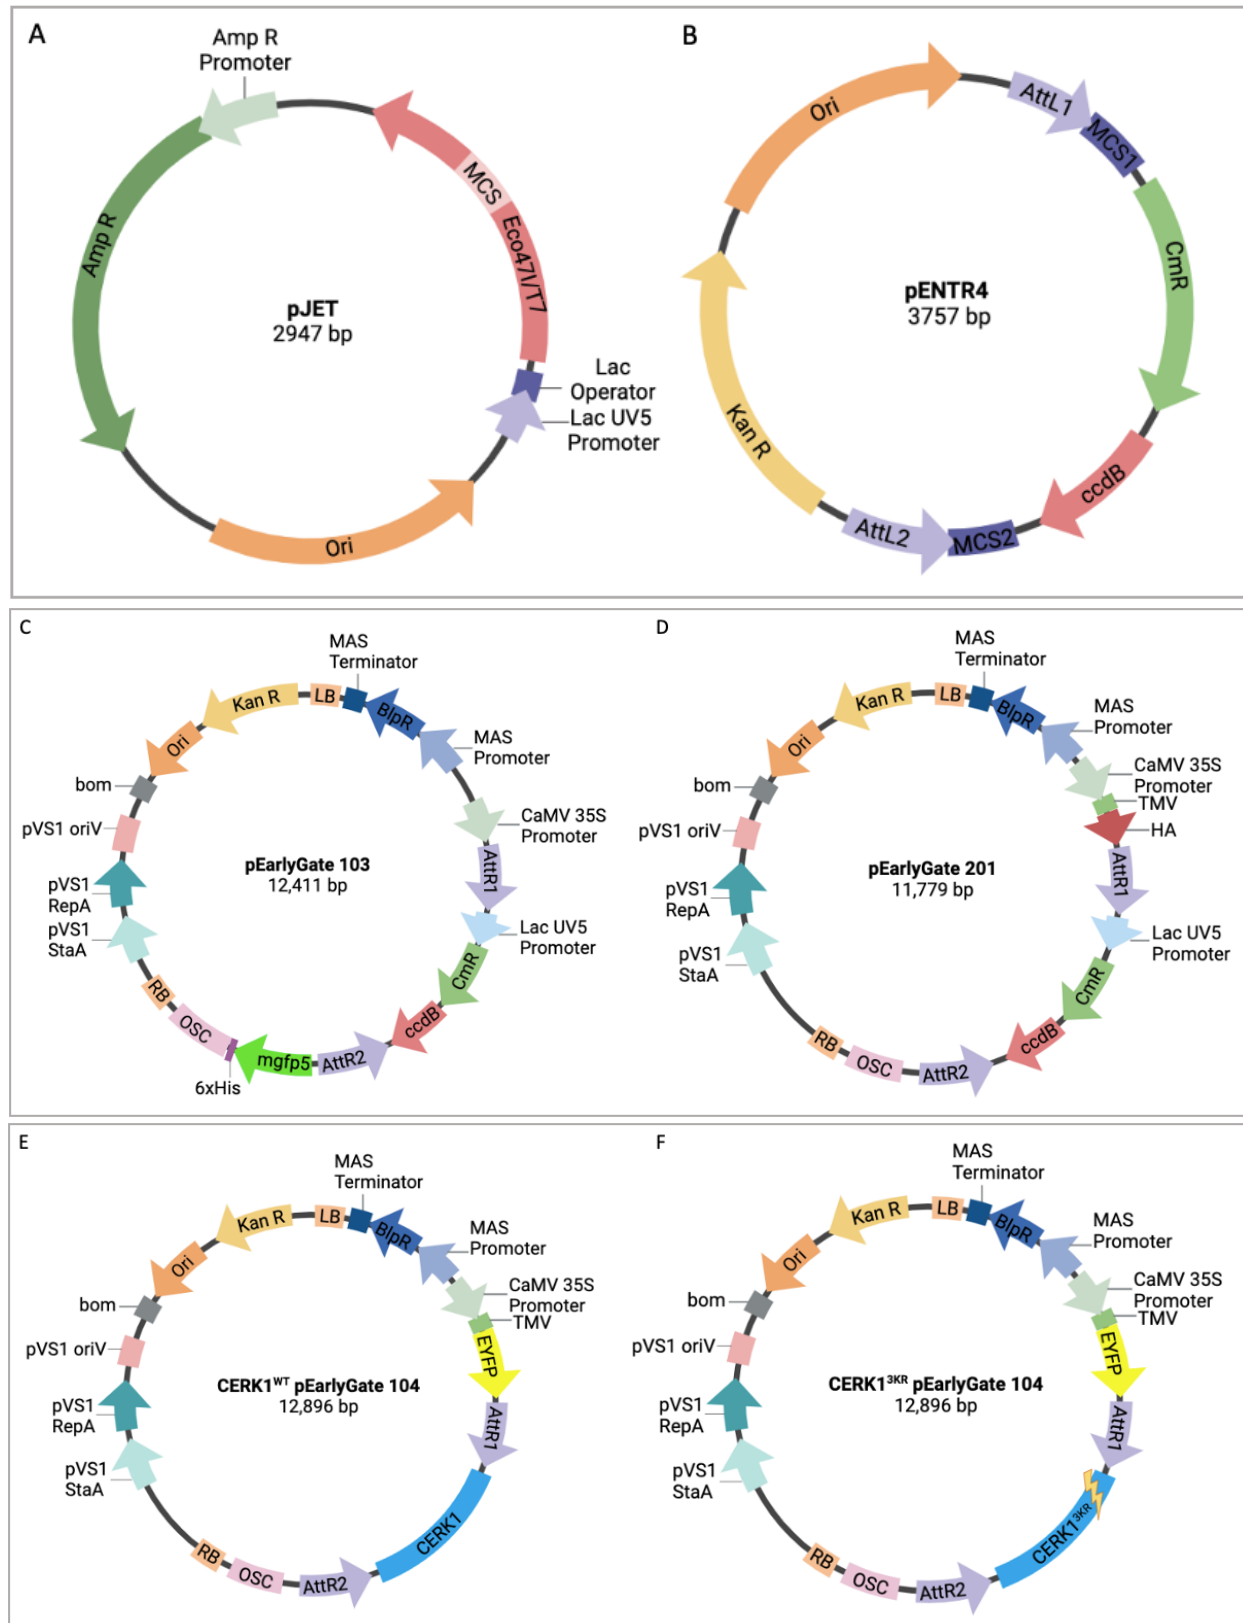 A
Amp R
Promoter
MCS
Eco47I/T7
Amp R
pJET
2947 bp
Lac
Operator
Lac UV5
Promoter
Ori
B
Ori
AttL1
MCS1
CmR
pENTR4
3757 bp
Kan R
ccdB
AttL2
MCS2
C
MAS
Terminator
Kan R
LB
BlpR
MAS
Promoter
Ori
bom
CaMV 35S
Promoter
pVS1 oriV
AttR1
pEarlyGate 103
12,411 bp
pVS1
RepA
pVS1
StaA
Lac UV5
Promoter
CmR
RB
OSC
ccdB
mgfp5
AttR2
6xHis
D
MAS
Terminator
Kan R
LB
BlpR
MAS
Promoter
Ori
CaMV 35S
Promoter
bom
TMV
pVS1 oriV
HA
AttR1
pEarlyGate 201
11,779 bp
pVS1
RepA
Lac UV5
Promoter
pVS1
StaA
CmR
RB
ccdB
OSC
AttR2
E
MAS
Terminator
Kan R
LB
BlpR
MAS
Promoter
Ori
CaMV 35S
Promoter
bom
TMV
pVS1 oriV
EYFP
CERK1WT pEarlyGate 104
12,896 bp
pVS1
RepA
AttR1
pVS1
StaA
CERK1
RB
OSC
AttR2
F
MAS
Terminator
Kan R
LB
BlpR
MAS
Promoter
Ori
CaMV 35S
Promoter
bom
TMV
pVS1 oriV
EYFP
CERK13KR pEarlyGate 104
12,896 bp
pVS1
RepA
AttR1
pVS1
StaA
CERK13KR
RB
OSC
AttR2